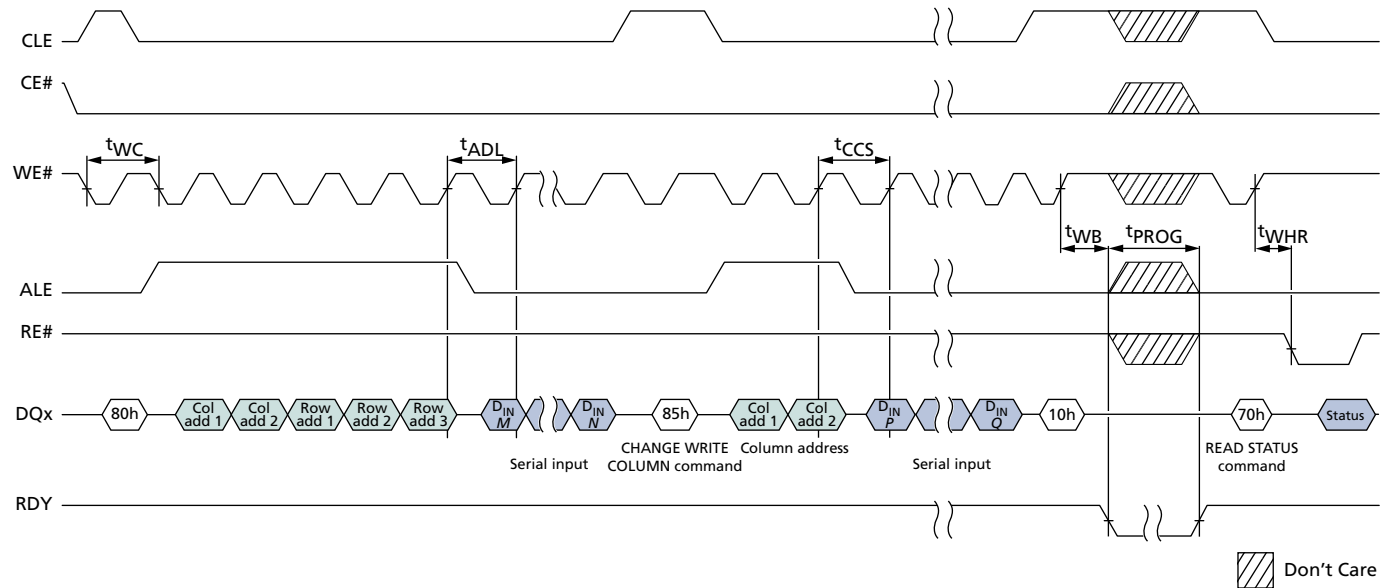 CLE
CE#
WE#
tWC
tADL
tCCS
tWB
tPROG
tWHR
ALE
RE#
DQx
80h
Col add 1
Col add 2
Row add 1
Row add 2
Row add 3
DIN M
DIN N
85h
Col add 1
Col add 2
DIN P
DIN Q
10h
70h
Status
Serial input
CHANGE WRITE
COLUMN command
Column address
Serial input
READ STATUS
command
RDY
Don't Care